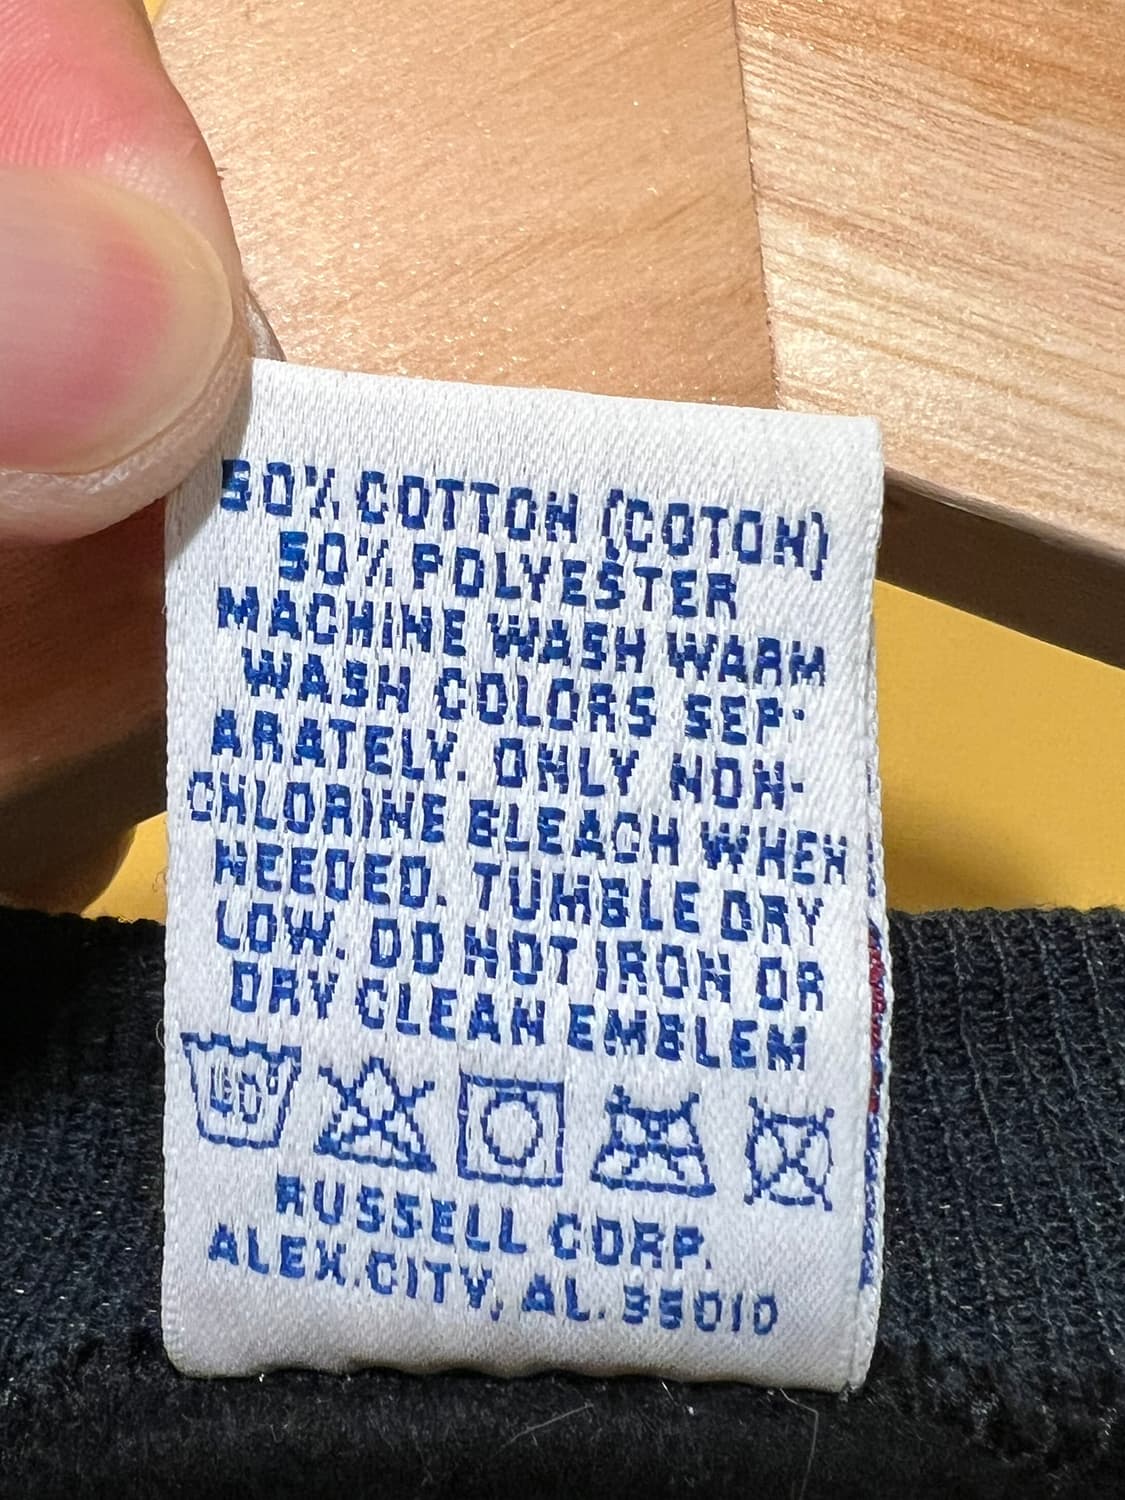 50% COTTON (COTON)
50% POLYESTER
MACHINE WASH WARM
WASH COLORS SEP-
ARATELY. ONLY NON-
CHLORINE BLEACH WHEN
NEEDED. TUMBLE DRY
LOW. DO NOT IRON OR
DRY CLEAN EMBLEM
RUSSELL CORP.
ALEX.CITY, AL. 35010